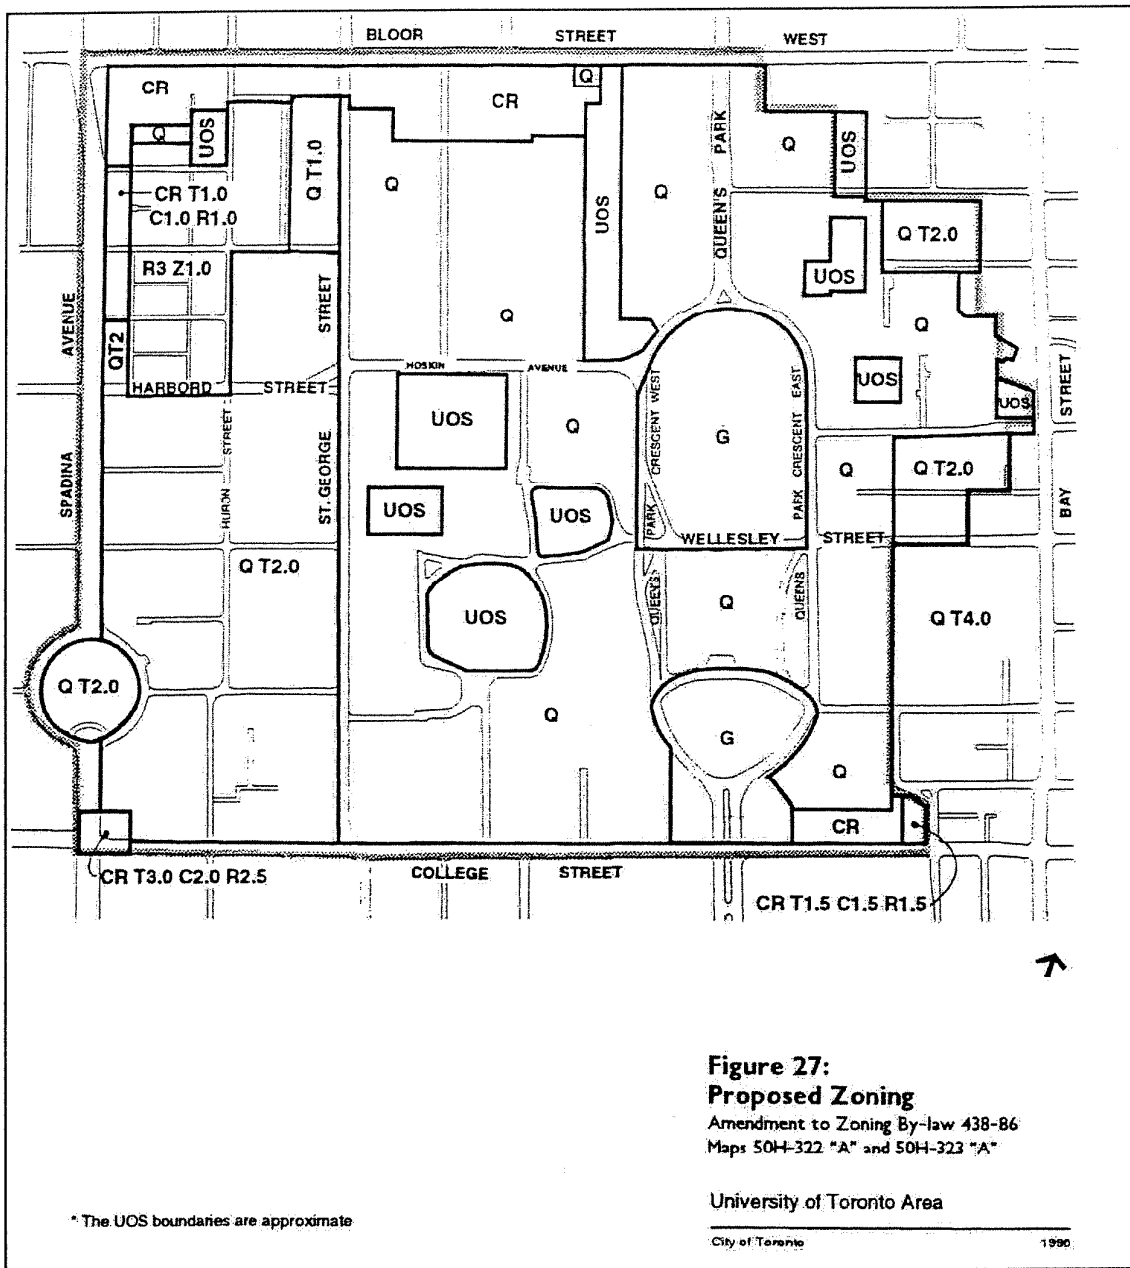 BLOOR STREET WEST
CR
Q
CR
Q
UOS
Q T1.0
QUEEN'S PARK
Q
UOS
CR T1.0
C1.0 R1.0
Q
UOS
Q
Q T2.0
R3 Z1.0
UOS
SPADINA AVENUE
QT2
ST. GEORGE STREET
Q
Q
HARBORD STREET
HOSKIN AVENUE
UOS
UOS
BAY STREET
UOS
Q
G
PARK CRESCENT EAST
QUEEN'S PARK CRESCENT WEST
Q
Q T2.0
HURON STREET
UOS
UOS
WELLESLEY STREET
Q T2.0
QUEENS
UOS
Q
Q T4.0
Q T2.0
Q
G
Q
CR
CR T3.0 C2.0 R2.5
COLLEGE STREET
CR T1.5 C1.5 R1.5
Figure 27:
Proposed Zoning
Amendment to Zoning By-law 438-86
Maps 50H-322 "A" and 50H-323 "A"
University of Toronto Area
* The UOS boundaries are approximate
City of Toronto